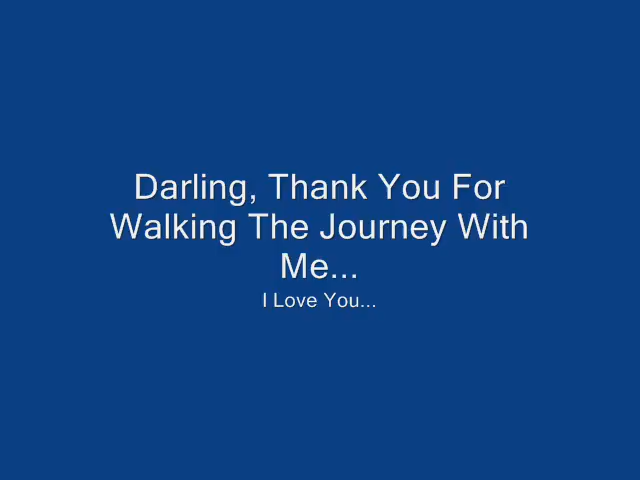 Darling, Thank You For
Walking The Journey With
Me...
I Love You...